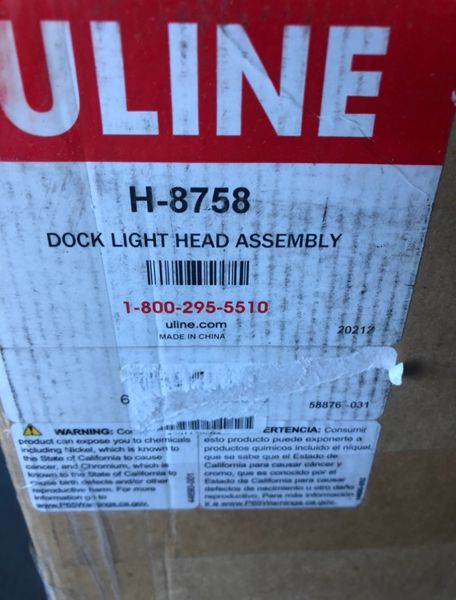 ULINE
H-8758
DOCK LIGHT HEAD ASSEMBLY
1-800-295-5510
uline.com
MADE IN CHINA
20212
6
58876-031
WARNING:
product can expose you to chemicals
including Nickel, which is known to
the State of California to cause
cancer, and Chromium, which is
known to the State of California to
cause birth defects and/or other
reproductive harm. For more
information go to
www.P65Warnings.ca.gov.
ERTENCIA: Consumir
esto producto puede exponerte a
productos químicos incluido el níquel,
que se sabe que el Estado de
California para causar cáncer y
cromo, que es conocido por el
Estado de California para causar
defectos de nacimiento u otro daño
reproductivo. Para más información
ir a www.P65Warnings.ca.gov.